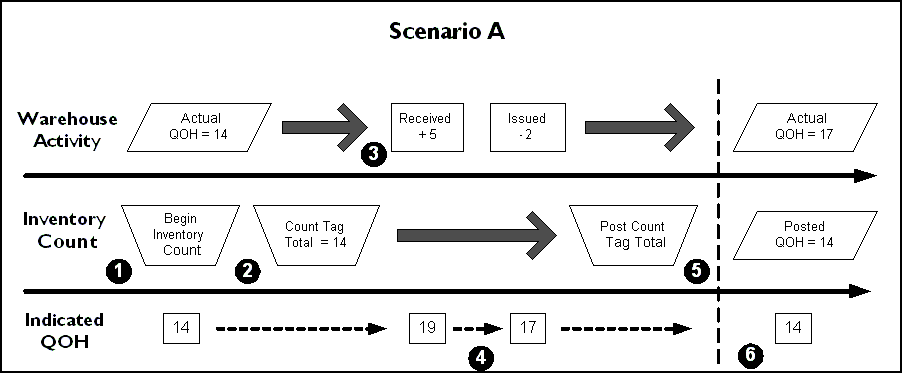 Scenario A
Warehouse
Activity
Actual
QOH = 14
Received
+ 5
Issued
- 2
Actual
QOH = 17
3
Inventory
Count
Begin
Inventory
Count
Count Tag
Total = 14
Post Count
Tag Total
Posted
QOH = 14
1
2
5
Indicated
QOH
14
19
17
14
4
6